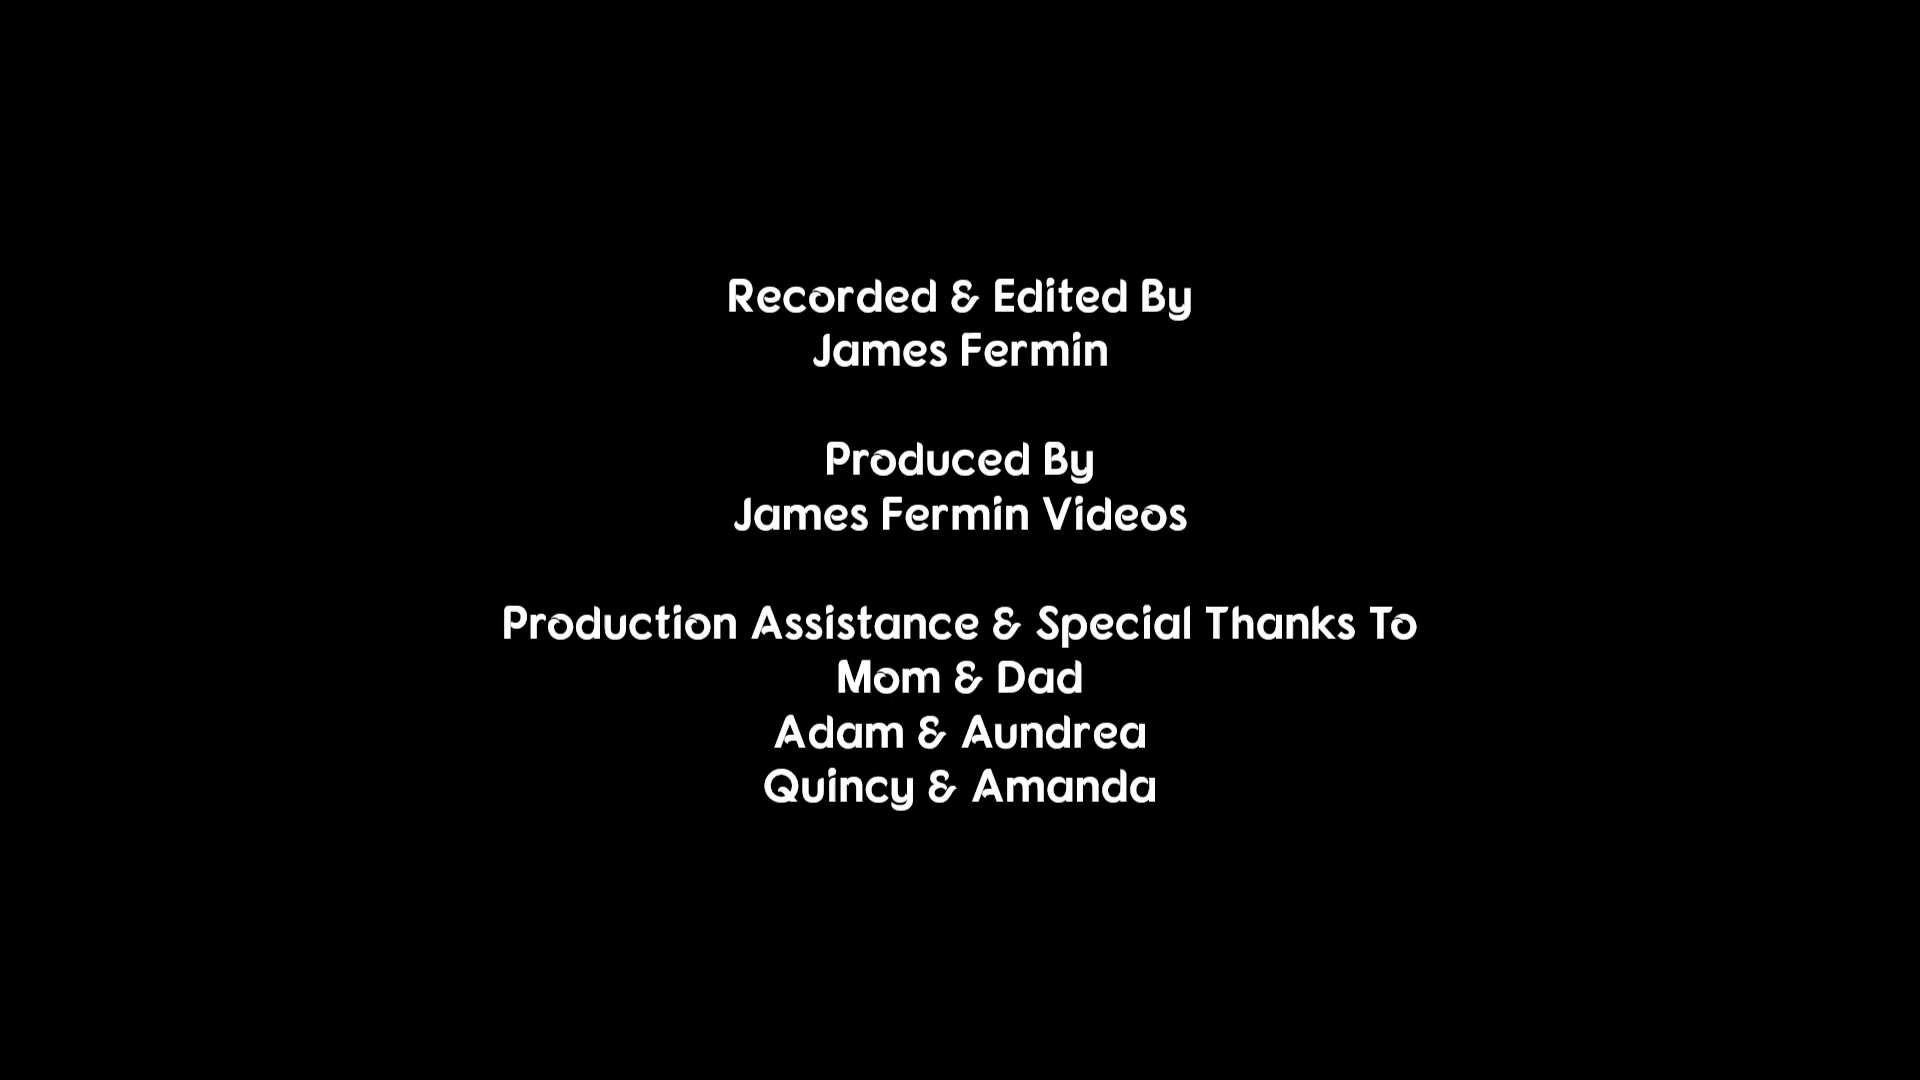 Recorded & Edited By
James Fermin
Produced By
James Fermin Videos
Production Assistance & Special Thanks To
Mom & Dad
Adam & Aundrea
Quincy & Amanda